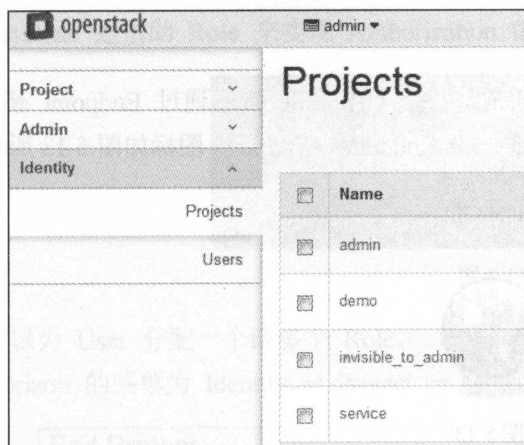 openstack
admin
Project
Admin
Identity
Projects
Users
Projects
Name
admin
demo
invisible_to_admin
service